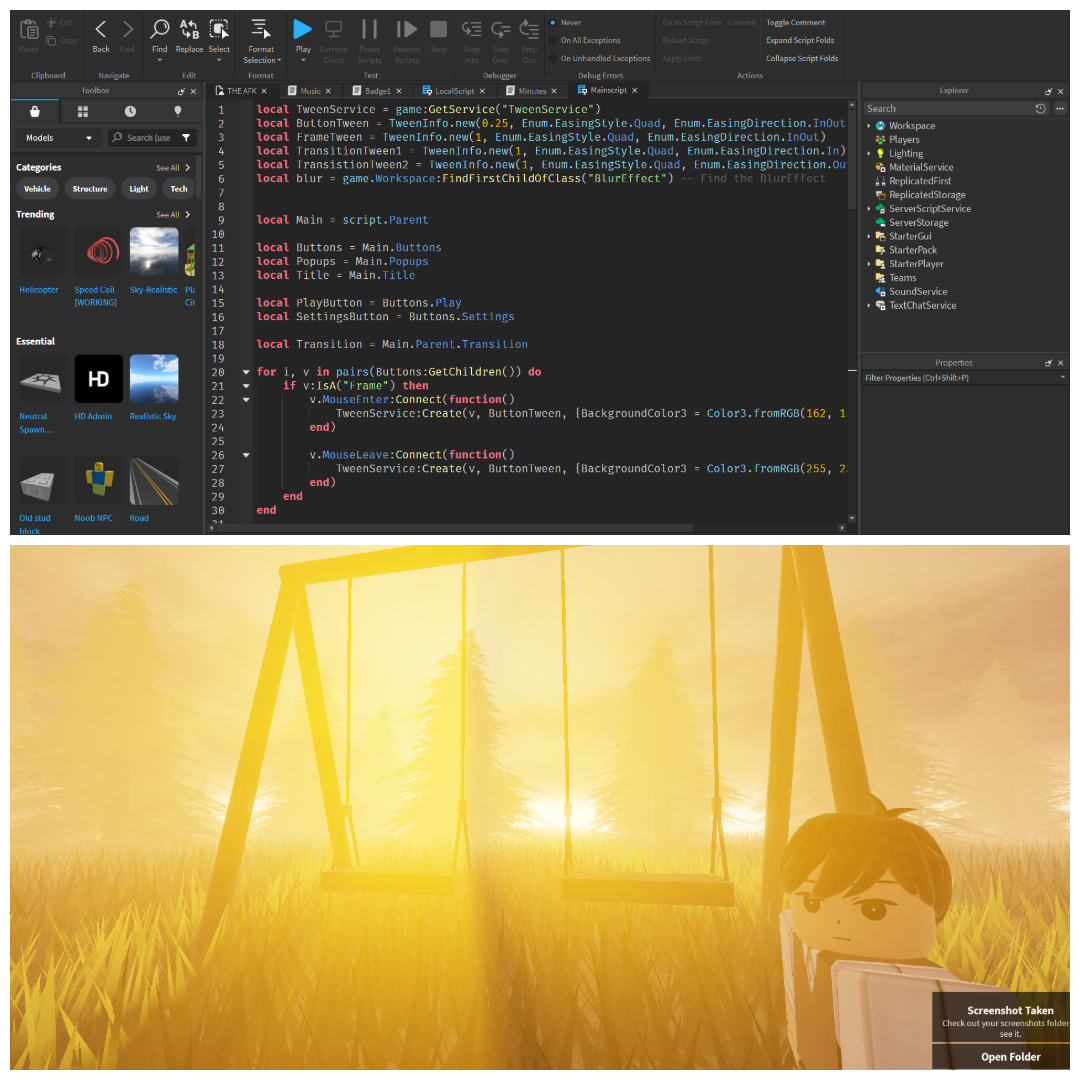 Paste
Cut
Copy
Clipboard
Back
Fwd
Navigate
Find
Replace
Select
Edit
Format
Selection
Format
Play
Current:
Client
Pause
Scripts
Resume
Scripts
Stop
Test
Step
Into
Step
Over
Step
Out
Debugger
Never
On All Exceptions
On Unhandled Exceptions
Debug Errors
Go to Script Error
Commit
Reload Script
Apply Edits
Toggle Comment
Expand Script Folds
Collapse Script Folds
Actions
Toolbox
Models
Search (use
Categories
See All
Vehicle
Structure
Light
Tech
Trending
See All
Helicopter
Speed Coil
[WORKING]
Sky-Realistic
Essential
HD
Neutral
Spawn...
HD Admin
Realistic Sky
Old stud
block
Noob NPC
Road
THE AFK
Music
Badge1
LocalScript
Minutes
Mainscript
1 local TweenService = game:GetService("TweenService")
2 local ButtonTween = TweenInfo.new(0.25, Enum.EasingStyle.Quad, Enum.EasingDirection.InOut
3 local FrameTween = TweenInfo.new(1, Enum.EasingStyle.Quad, Enum.EasingDirection.InOut)
4 local TransitionTween1 = TweenInfo.new(1, Enum.EasingStyle.Quad, Enum.EasingDirection.In)
5 local TransistionTween2 = TweenInfo.new(1, Enum.EasingStyle.Quad, Enum.EasingDirection.Ou
6 local blur = game.Workspace:FindFirstChildOfClass("BlurEffect") -- Find the BlurEffect
7
8
9 local Main = script.Parent
10
11 local Buttons = Main.Buttons
12 local Popups = Main.Popups
13 local Title = Main.Title
14
15 local PlayButton = Buttons.Play
16 local SettingsButton = Buttons.Settings
17
18 local Transition = Main.Parent.Transition
19
20 for i, v in pairs(Buttons:GetChildren()) do
21 if v:IsA("Frame") then
22 v.MouseEnter:Connect(function()
23 TweenService:Create(v, ButtonTween, {BackgroundColor3 = Color3.fromRGB(162, 1
24 end)
25
26 v.MouseLeave:Connect(function()
27 TweenService:Create(v, ButtonTween, {BackgroundColor3 = Color3.fromRGB(255, 2
28 end)
29 end
30 end
Explorer
Search
Workspace
Players
Lighting
MaterialService
ReplicatedFirst
ReplicatedStorage
ServerScriptService
ServerStorage
StarterGui
StarterPack
StarterPlayer
Teams
SoundService
TextChatService
Properties
Filter Properties (Ctrl+Shift+P)
Screenshot Taken
Check out your screenshots folder
see it.
Open Folder